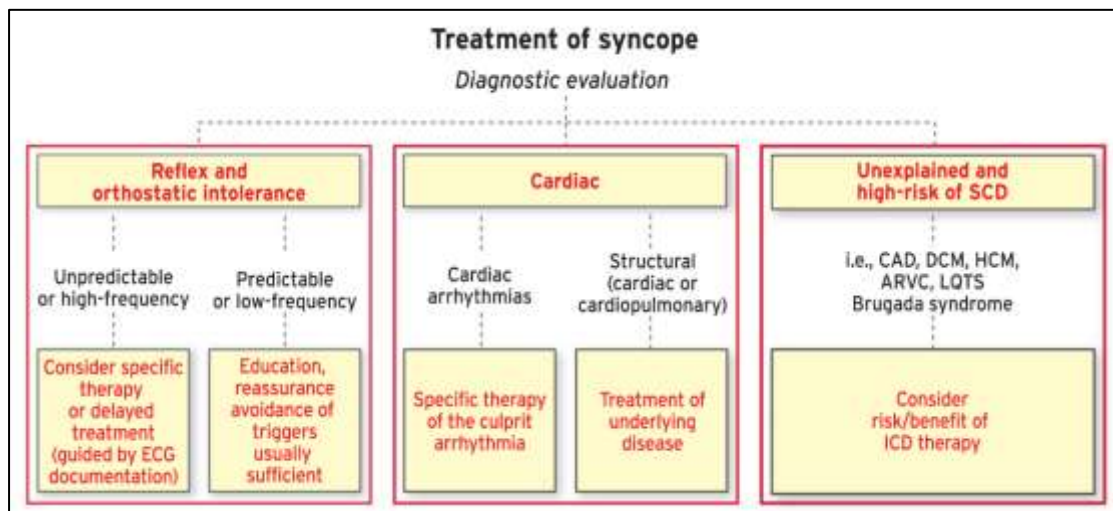 Treatment of syncope
Diagnostic evaluation
Reflex and
orthostatic intolerance
Unpredictable
or high-frequency
Predictable
or low-frequency
Consider specific
therapy
or delayed
treatment
(guided by ECG
documentation)
Education,
reassurance
avoidance of
triggers
usually
sufficient
Cardiac
Cardiac
arrhythmias
Structural
(cardiac or
cardiopulmonary)
Specific therapy
of the culprit
arrhythmia
Treatment of
underlying
disease
Unexplained and
high-risk of SCD
i.e., CAD, DCM, HCM,
ARVC, LQTS
Brugada syndrome
Consider
risk/benefit of
ICD therapy